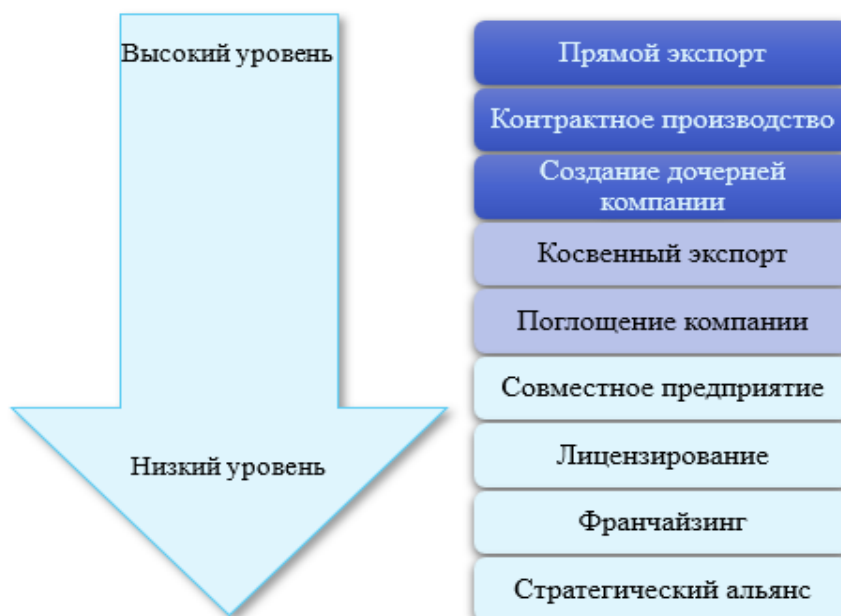 Высокий уровень
Низкий уровень
Прямой экспорт
Контрактное производство
Создание дочерней
компании
Косвенный экспорт
Поглощение компании
Совместное предприятие
Лицензирование
Франчайзинг
Стратегический альянс